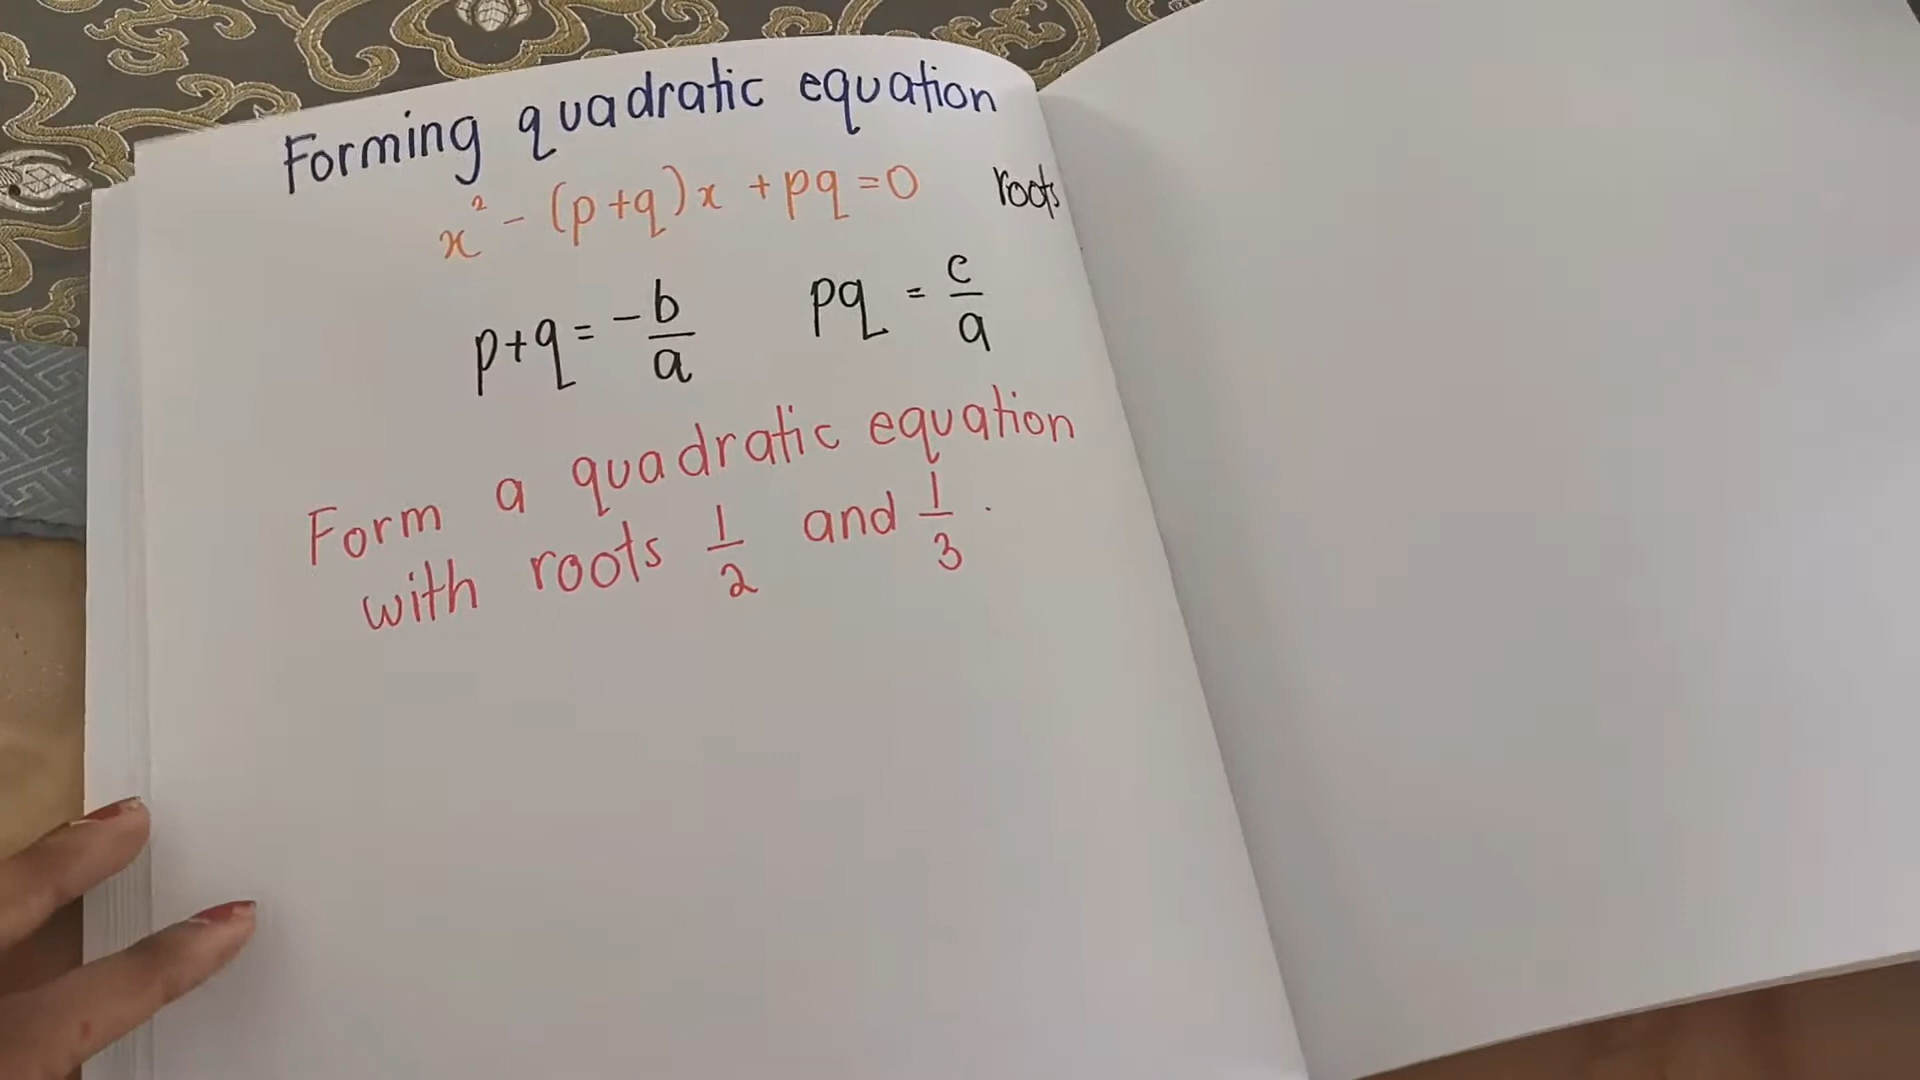 Forming quadratic equation
x² - (p+q)x + pq = 0 roots
p+q = -b/a pq = c/a
Form a quadratic equation
with roots 1/2 and 1/3.